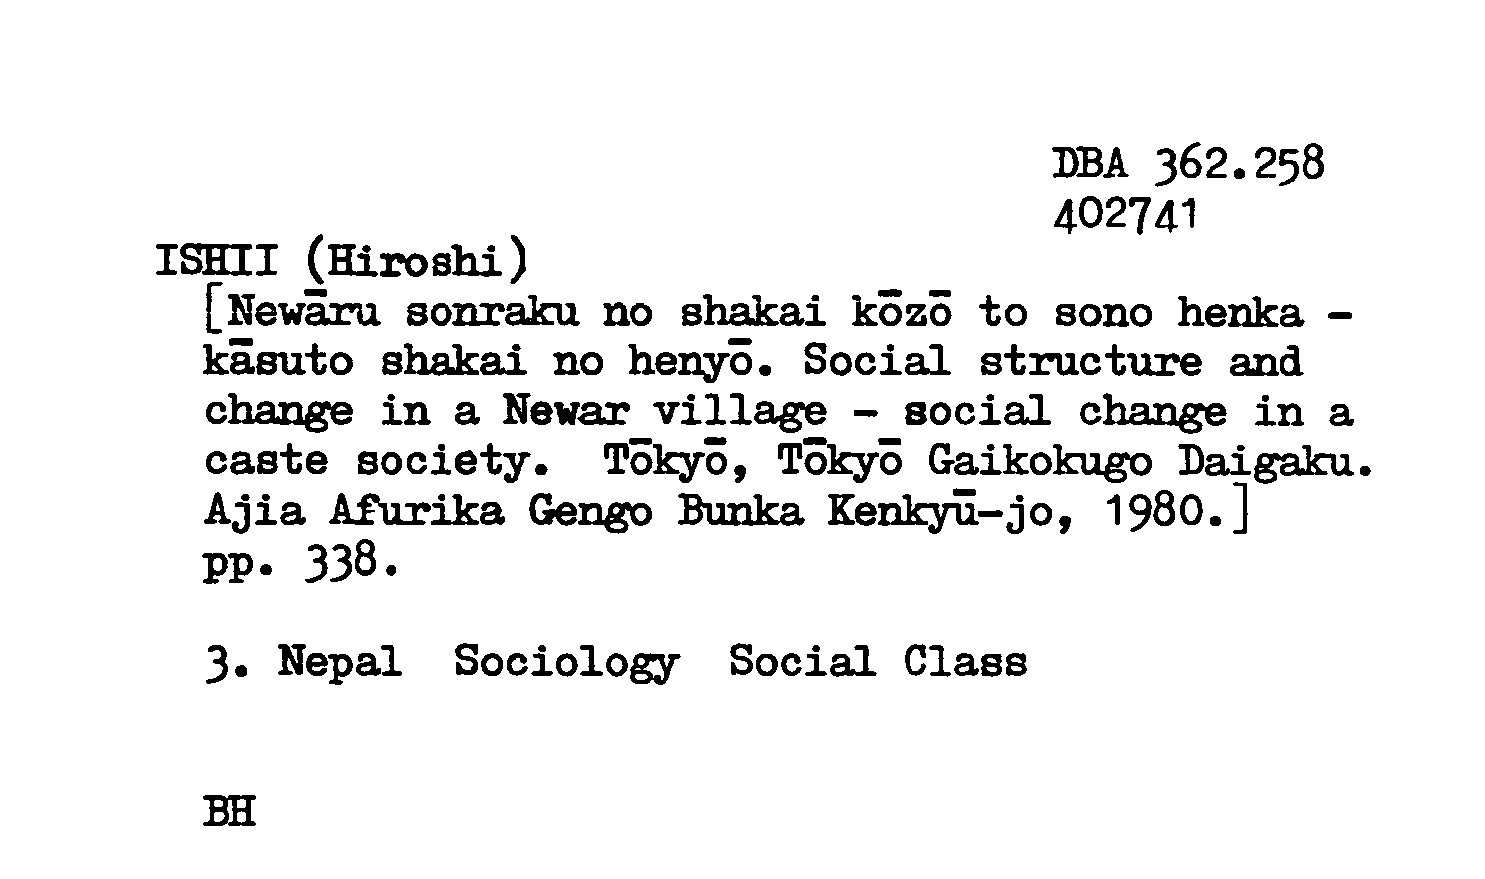 DBA 362.258
402741
ISHII (Hiroshi)
[Newāru sonraku no shakai kōzō to sono henka -
kāsuto shakai no henyō. Social structure and
change in a Newar village - social change in a
caste society. Tōkyō, Tōkyō Gaikokugo Daigaku.
Ajia Afurika Gengo Bunka Kenkyū-jo, 1980.]
pp. 338.
3. Nepal Sociology Social Class
BH